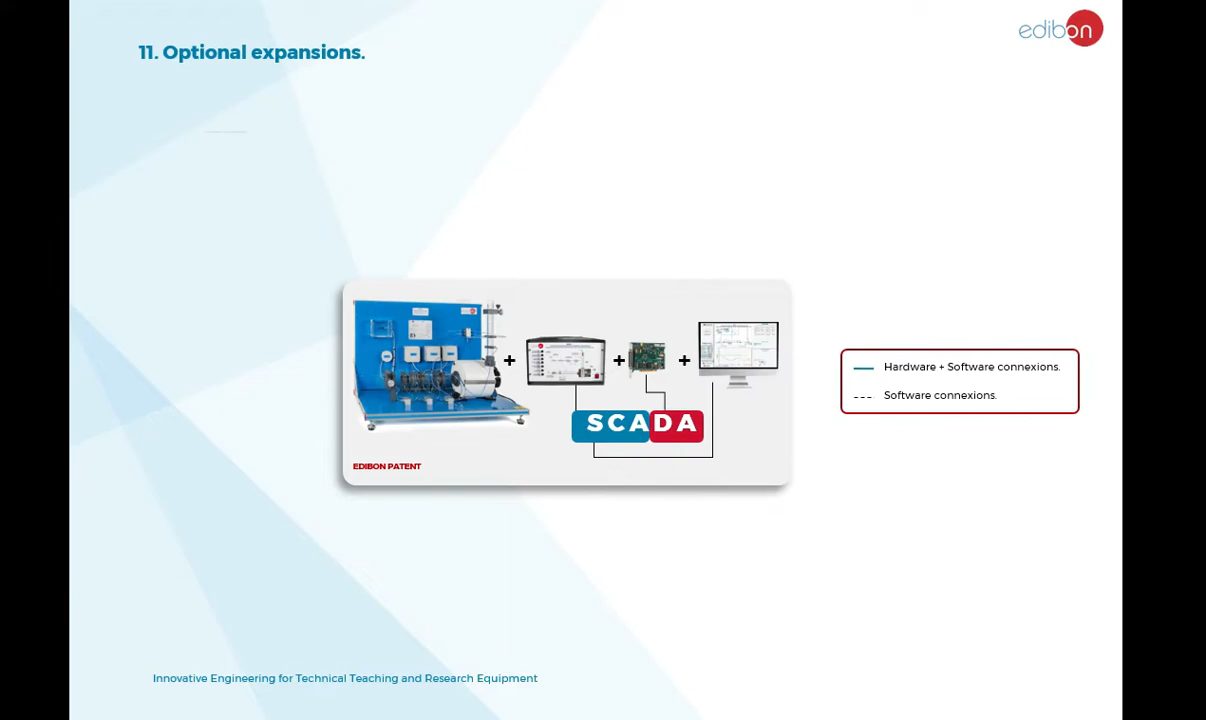 11. Optional expansions.
edibon
SCADA
EDIBON PATENT
Hardware + Software connexions.
Software connexions.
Innovative Engineering for Technical Teaching and Research Equipment